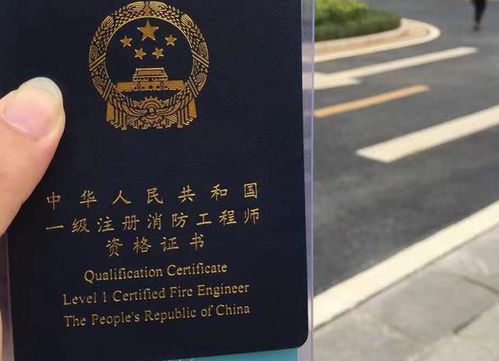 中华人民共和国
一级注册消防工程师
资格证书
Qualification Certificate
Level 1 Certified Fire Engineer
The People's Republic of China